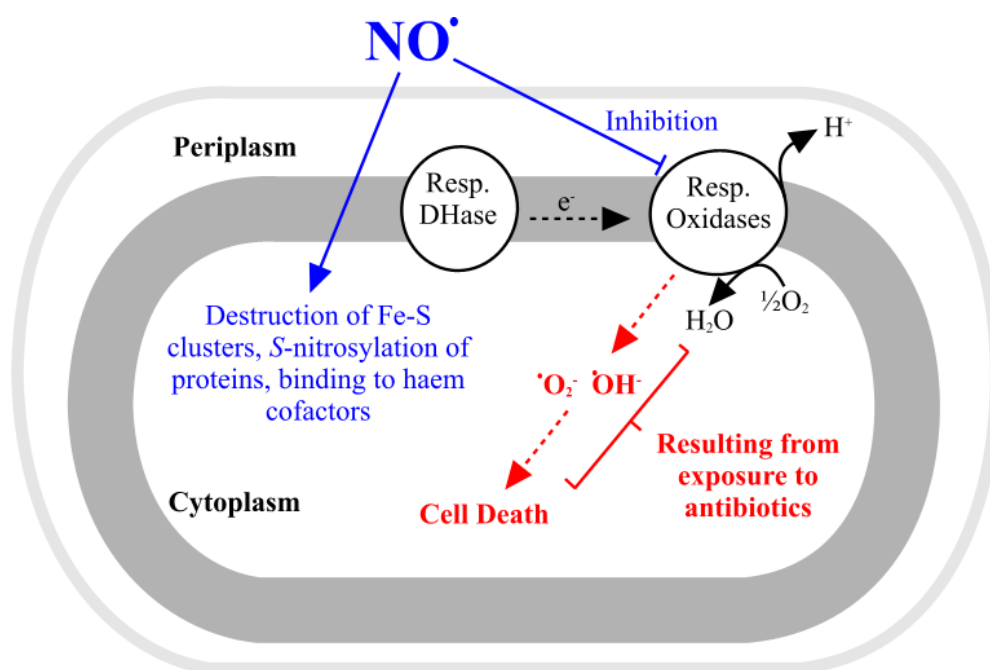 NO•
Inhibition
H⁺
Periplasm
Resp.
DHase
e⁻
Resp.
Oxidases
½O₂
H₂O
Destruction of Fe-S
clusters, S-nitrosylation of
proteins, binding to haem
cofactors
•O₂⁻ •OH⁻
Resulting from
exposure to
antibiotics
Cytoplasm
Cell Death